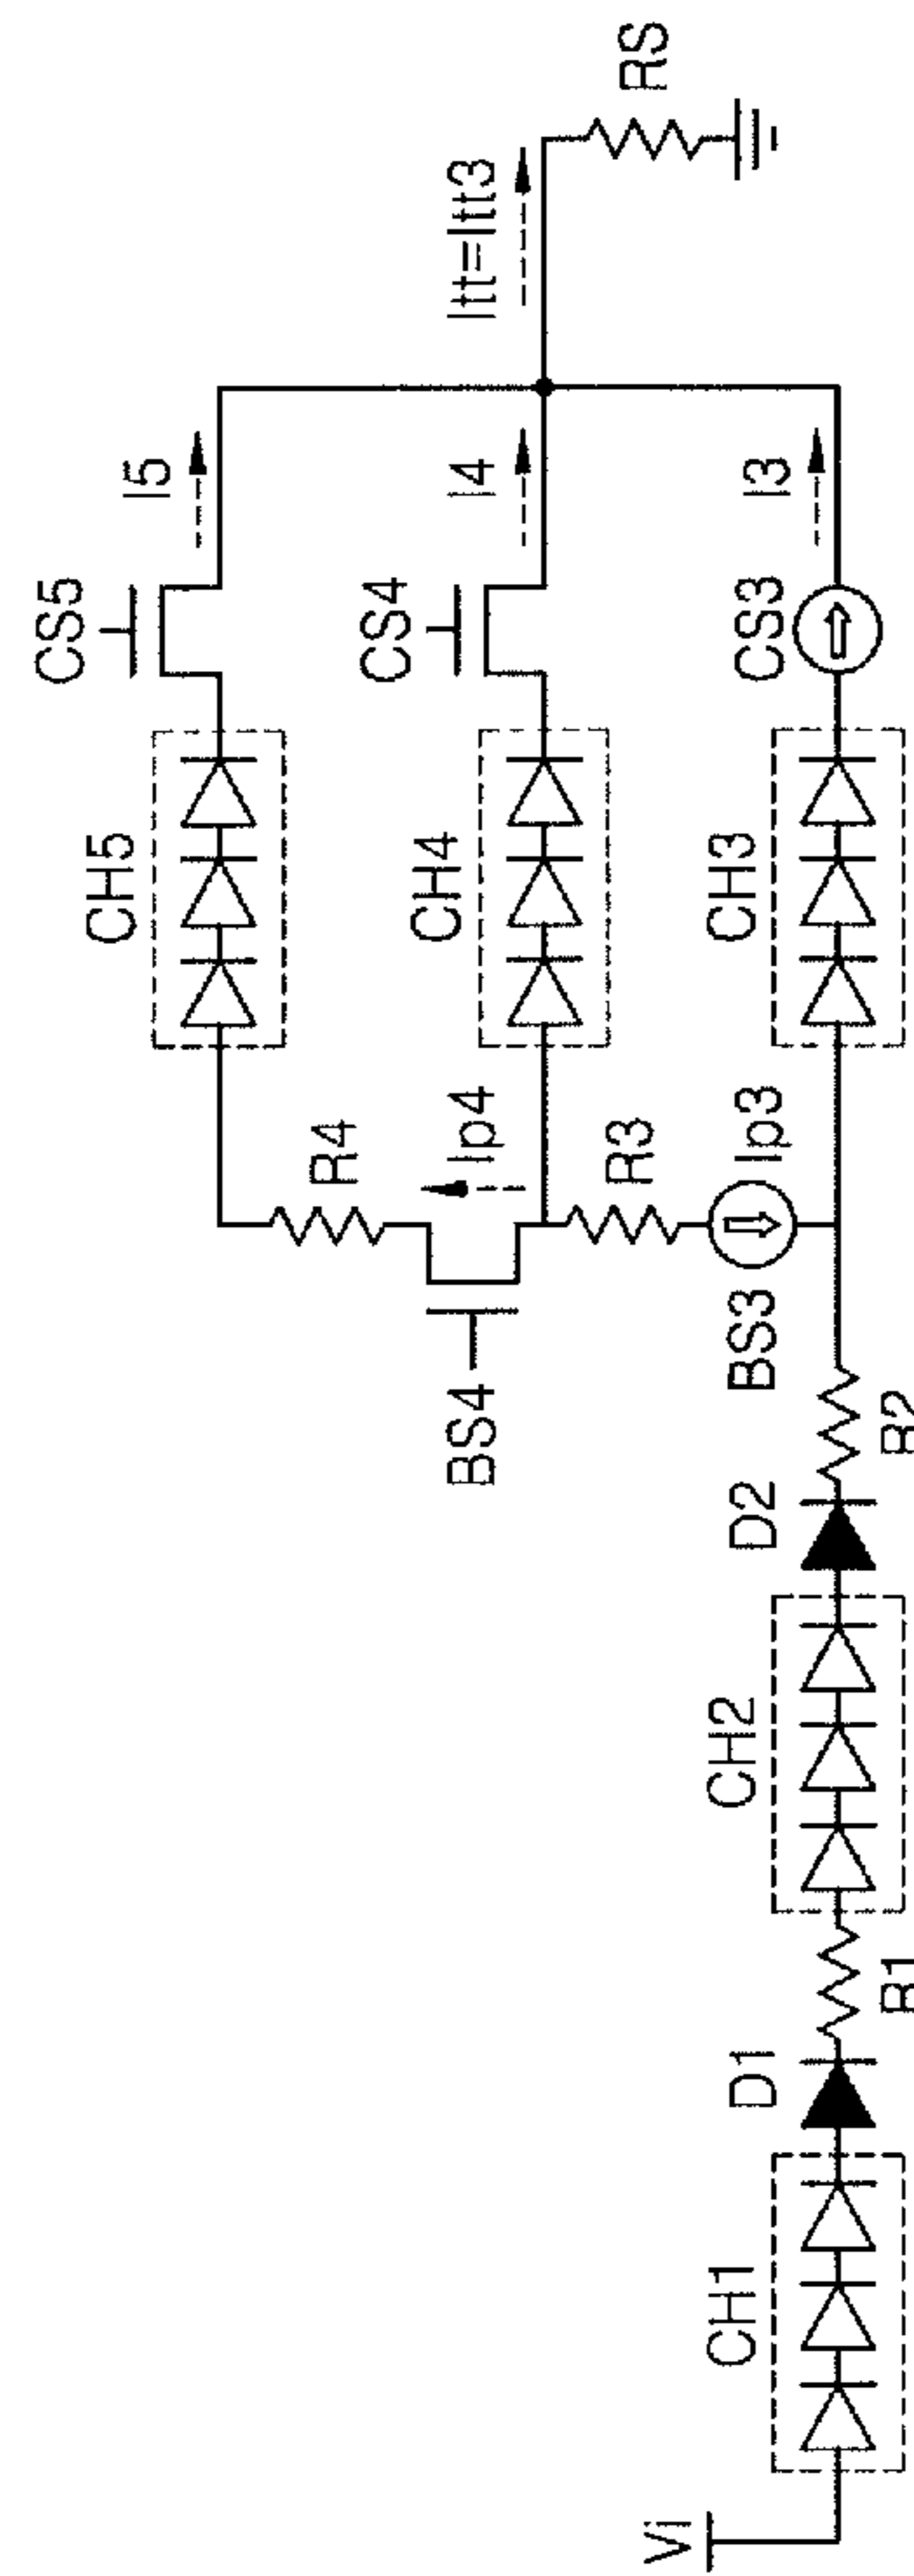 RS
Itt=Itt3
I5
I4
I3
CS5
CS4
CS3
CH5
CH4
CH3
R4
Ip4
R3
Ip3
BS4
BS3
D2
R2
CH2
D1
R1
CH1
Vi